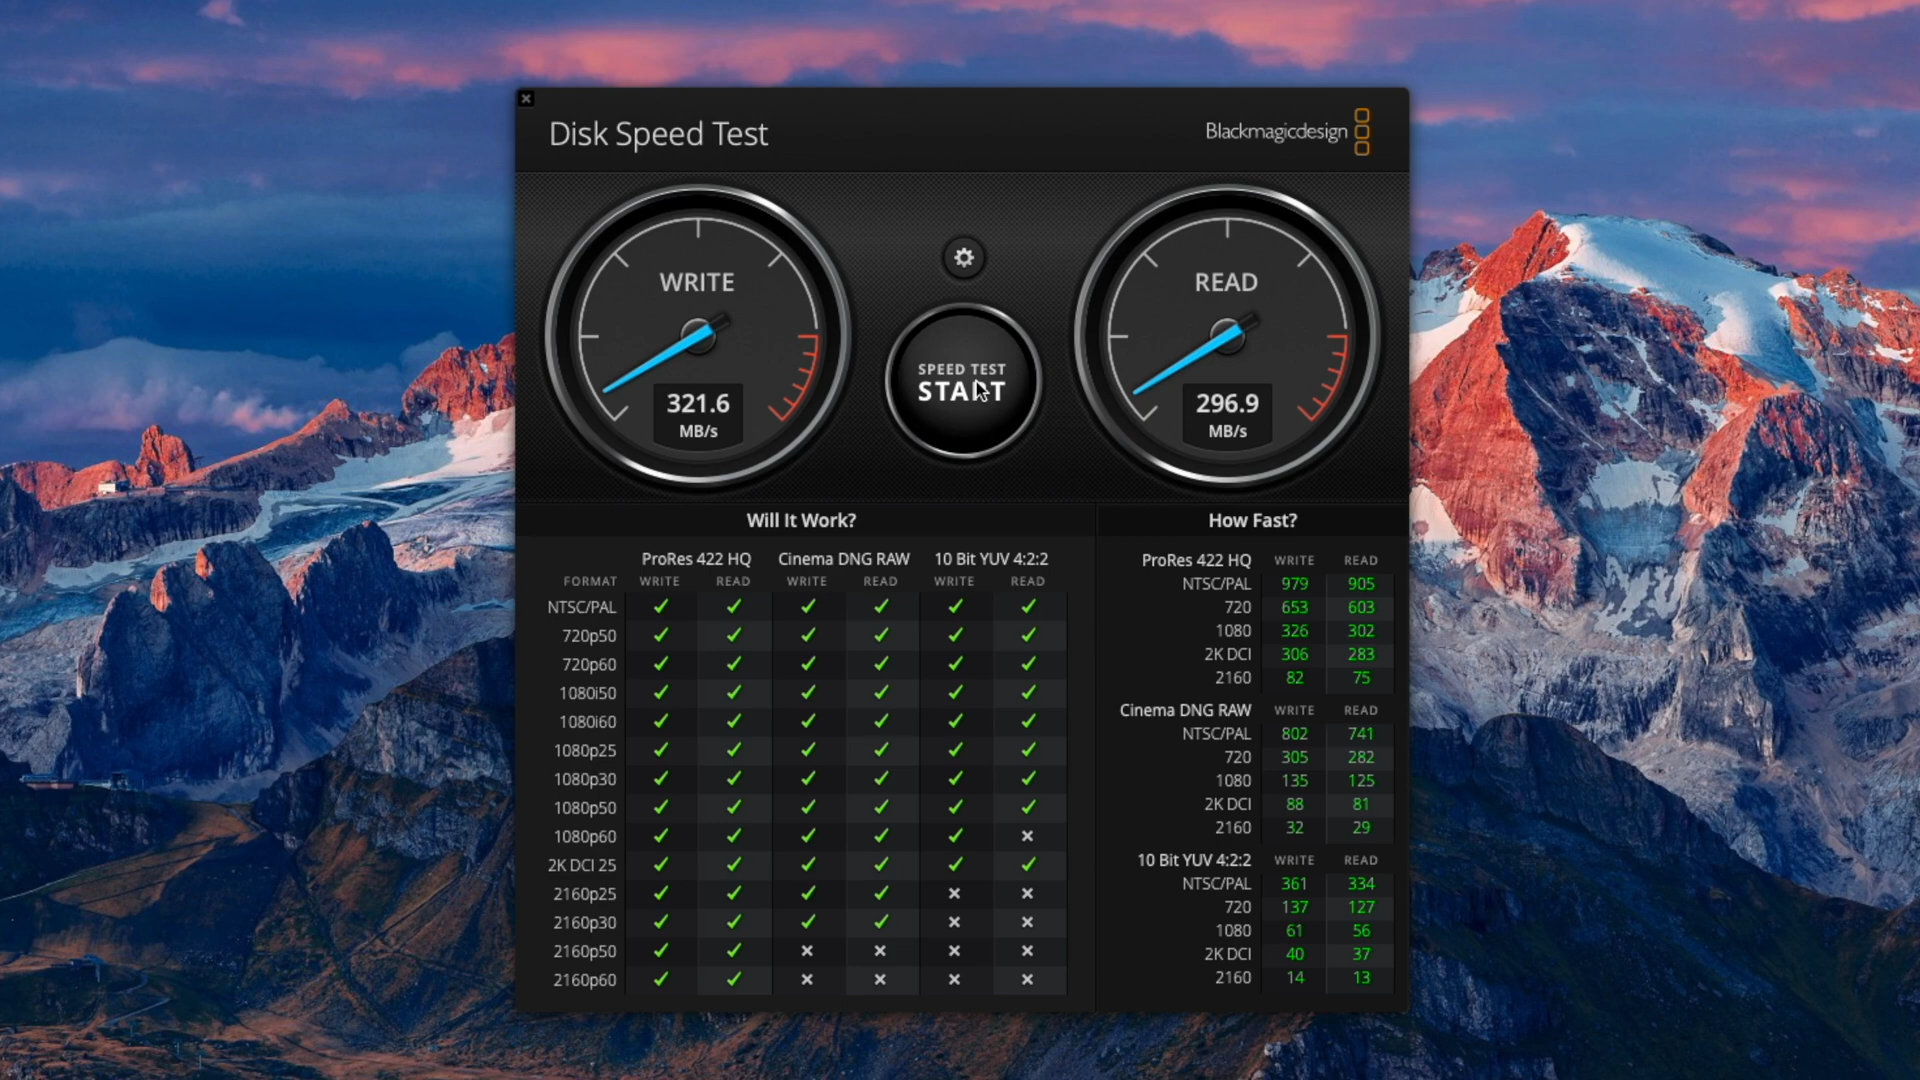 Disk Speed Test
Blackmagicdesign
WRITE
321.6
MB/s
SPEED TEST
START
READ
296.9
MB/s
Will It Work?
ProRes 422 HQ Cinema DNG RAW 10 Bit YUV 4:2:2
FORMAT WRITE READ WRITE READ WRITE READ
NTSC/PAL ✓ ✓ ✓ ✓ ✓ ✓
720p50 ✓ ✓ ✓ ✓ ✓ ✓
720p60 ✓ ✓ ✓ ✓ ✓ ✓
1080i50 ✓ ✓ ✓ ✓ ✓ ✓
1080i60 ✓ ✓ ✓ ✓ ✓ ✓
1080p25 ✓ ✓ ✓ ✓ ✓ ✓
1080p30 ✓ ✓ ✓ ✓ ✓ ✓
1080p50 ✓ ✓ ✓ ✓ ✓ ✓
1080p60 ✓ ✓ ✓ ✓ ✓ ×
2K DCI 25 ✓ ✓ ✓ ✓ ✓ ✓
2160p25 ✓ ✓ ✓ ✓ × ×
2160p30 ✓ ✓ ✓ ✓ × ×
2160p50 ✓ ✓ × × × ×
2160p60 ✓ ✓ × × × ×
How Fast?
ProRes 422 HQ WRITE READ
NTSC/PAL 979 905
720 653 603
1080 326 302
2K DCI 306 283
2160 82 75
Cinema DNG RAW WRITE READ
NTSC/PAL 802 741
720 305 282
1080 135 125
2K DCI 88 81
2160 32 29
10 Bit YUV 4:2:2 WRITE READ
NTSC/PAL 361 334
720 137 127
1080 61 56
2K DCI 40 37
2160 14 13